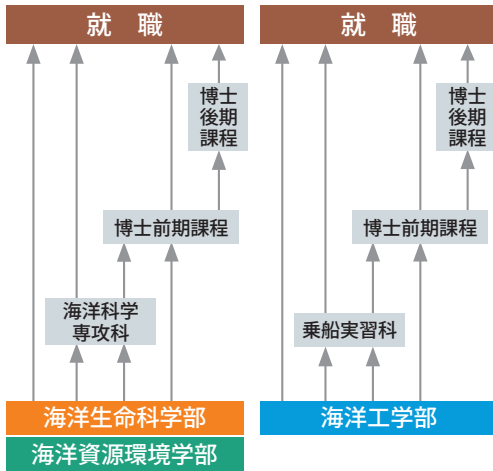 就 職
博士
後期
課程
博士前期課程
海洋科学
専攻科
海洋生命科学部
海洋資源環境学部
就 職
博士
後期
課程
博士前期課程
乗船実習科
海洋工学部